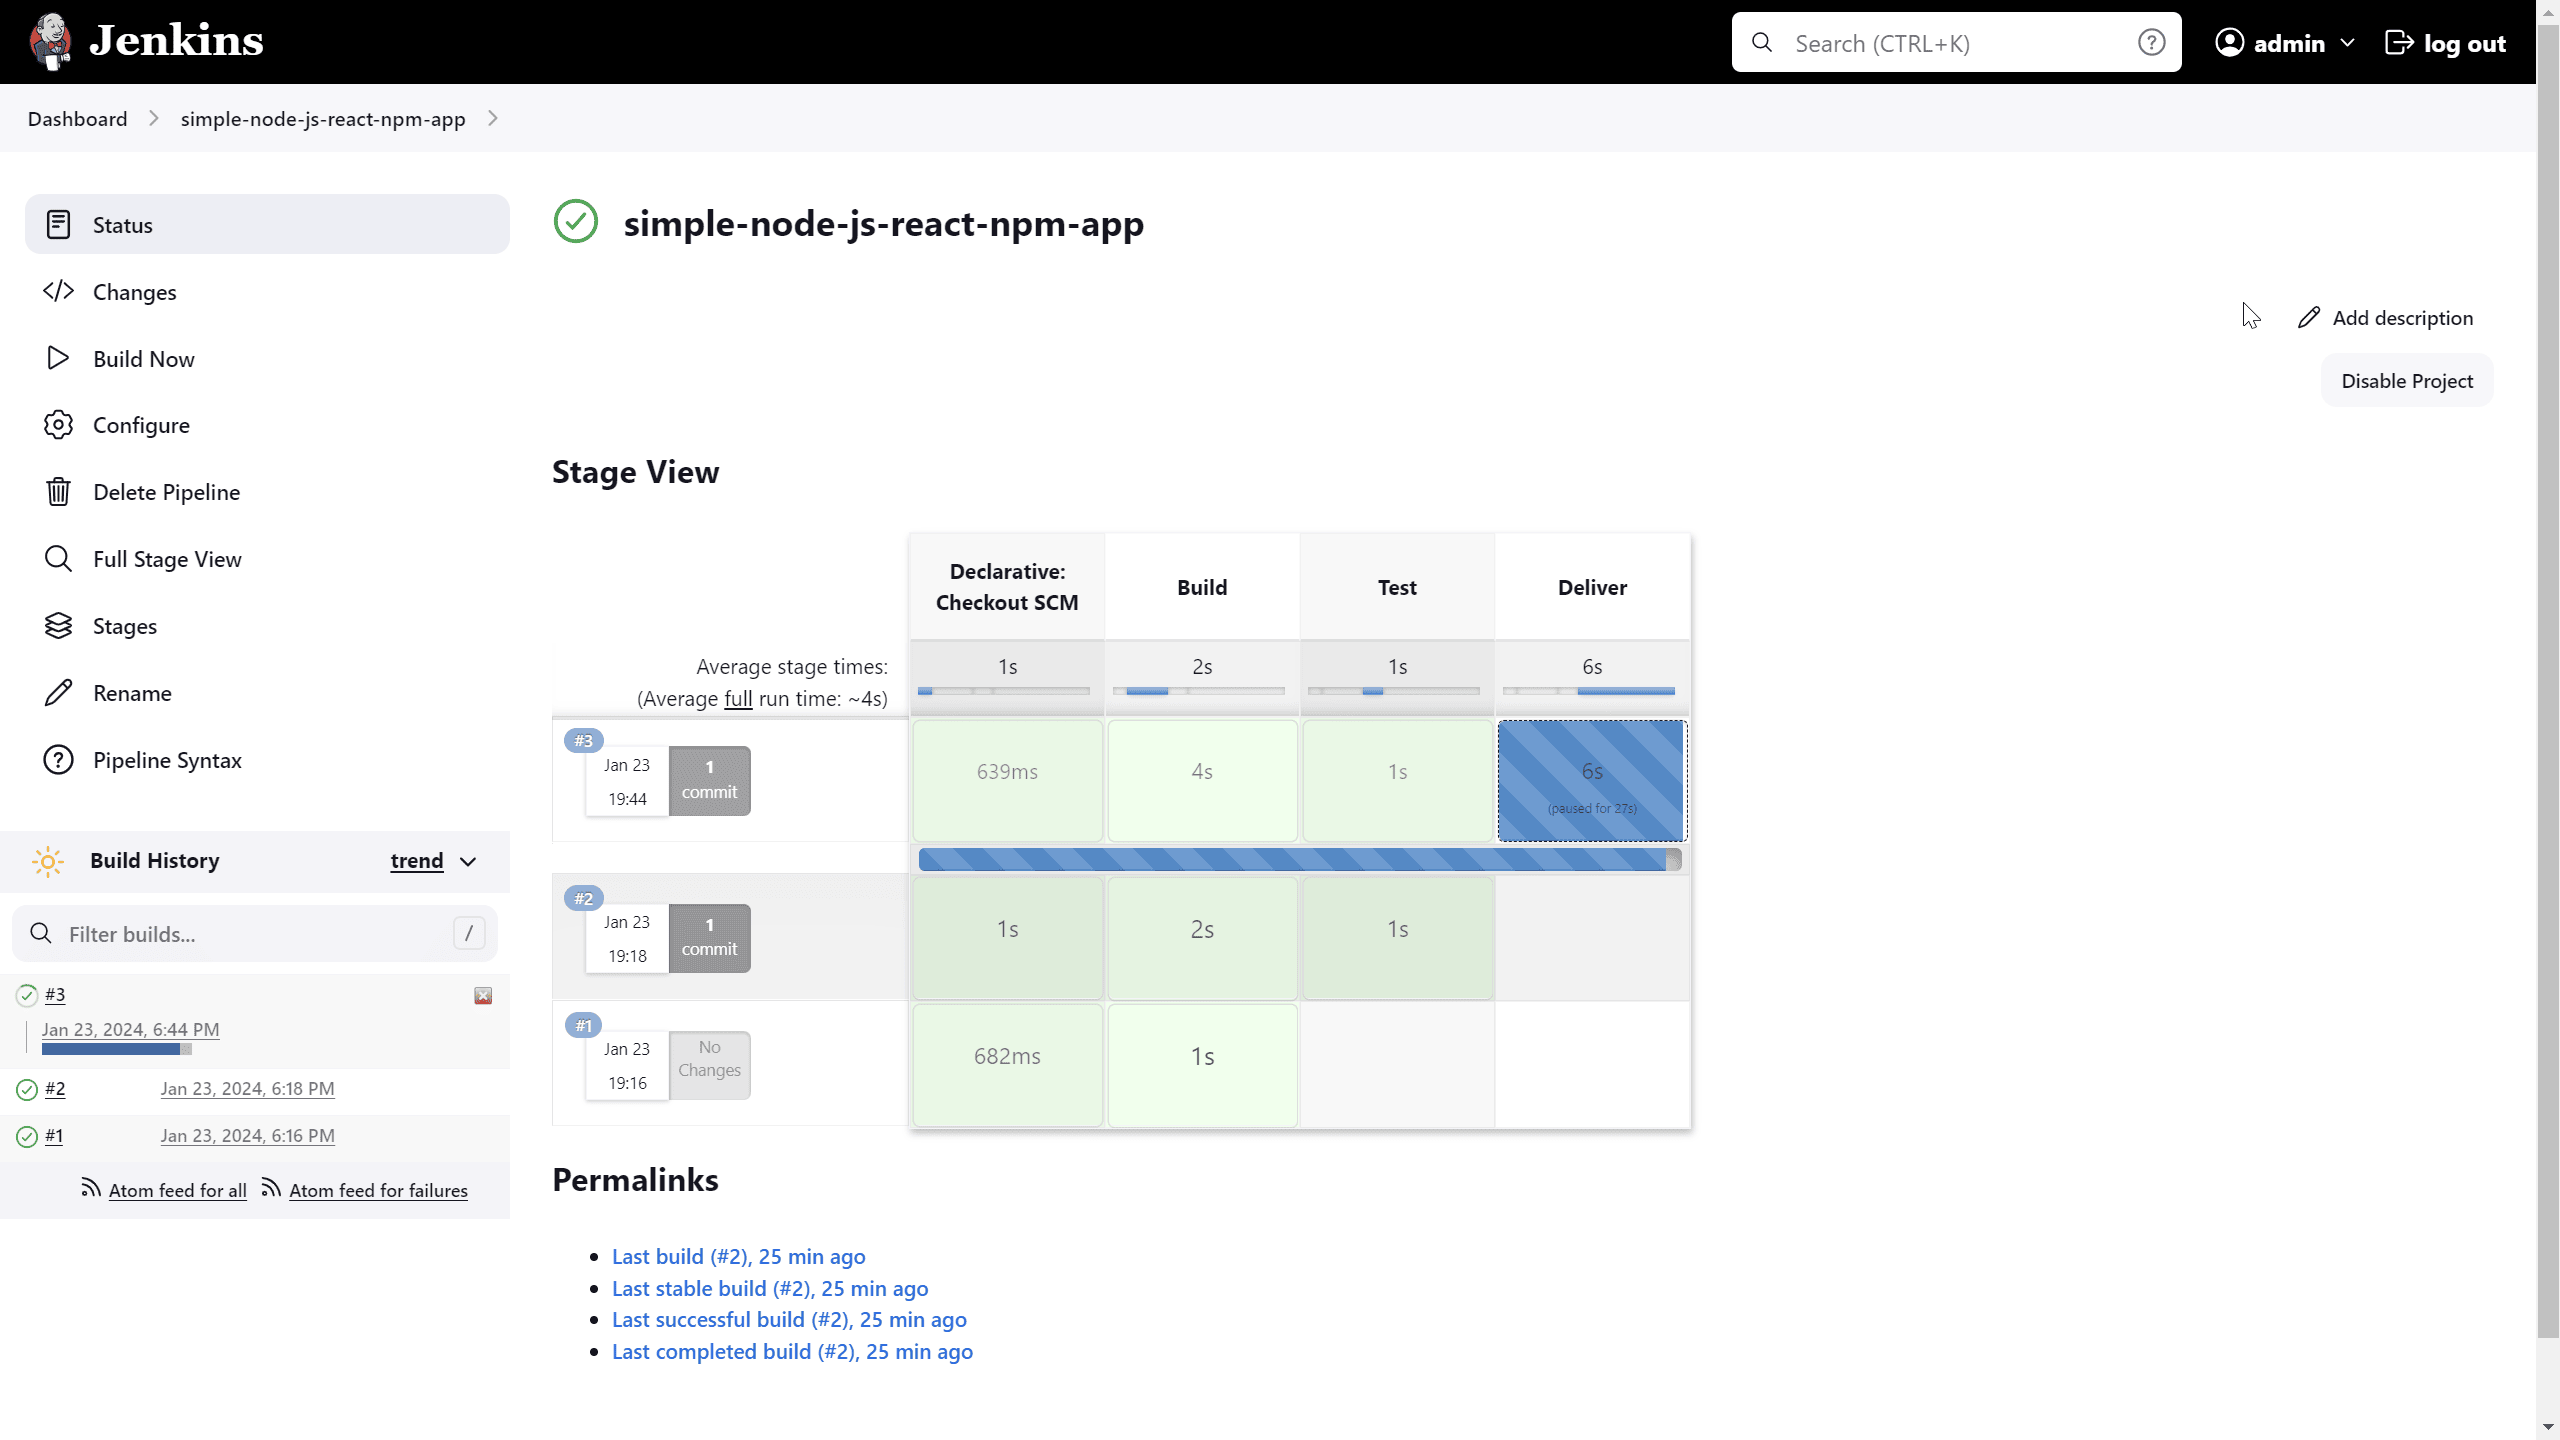 Jenkins
Search (CTRL+K)
admin
log out
Dashboard
simple-node-js-react-npm-app
Status
Changes
Build Now
Configure
Delete Pipeline
Full Stage View
Stages
Rename
Pipeline Syntax
Build History
trend
Filter builds...
/
#3
Jan 23, 2024, 6:44 PM
#2 Jan 23, 2024, 6:18 PM
#1 Jan 23, 2024, 6:16 PM
Atom feed for all Atom feed for failures
simple-node-js-react-npm-app
Add description
Disable Project
Stage View
Declarative:
Checkout SCM
Build
Test
Deliver
Average stage times:
(Average full run time: ~4s)
1s
2s
1s
6s
#3
Jan 23
19:44
1
commit
639ms
4s
1s
6s
(paused for 27s)
#2
Jan 23
19:18
1
commit
1s
2s
1s
#1
Jan 23
19:16
No
Changes
682ms
1s
Permalinks
Last build (#2), 25 min ago
Last stable build (#2), 25 min ago
Last successful build (#2), 25 min ago
Last completed build (#2), 25 min ago